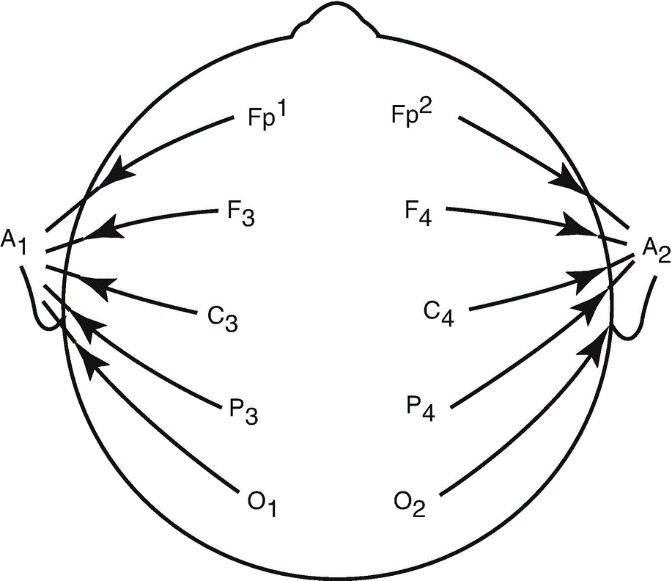 Fp¹ Fp²
F₃ F₄
A₁ A₂
C₃ C₄
P₃ P₄
O₁ O₂